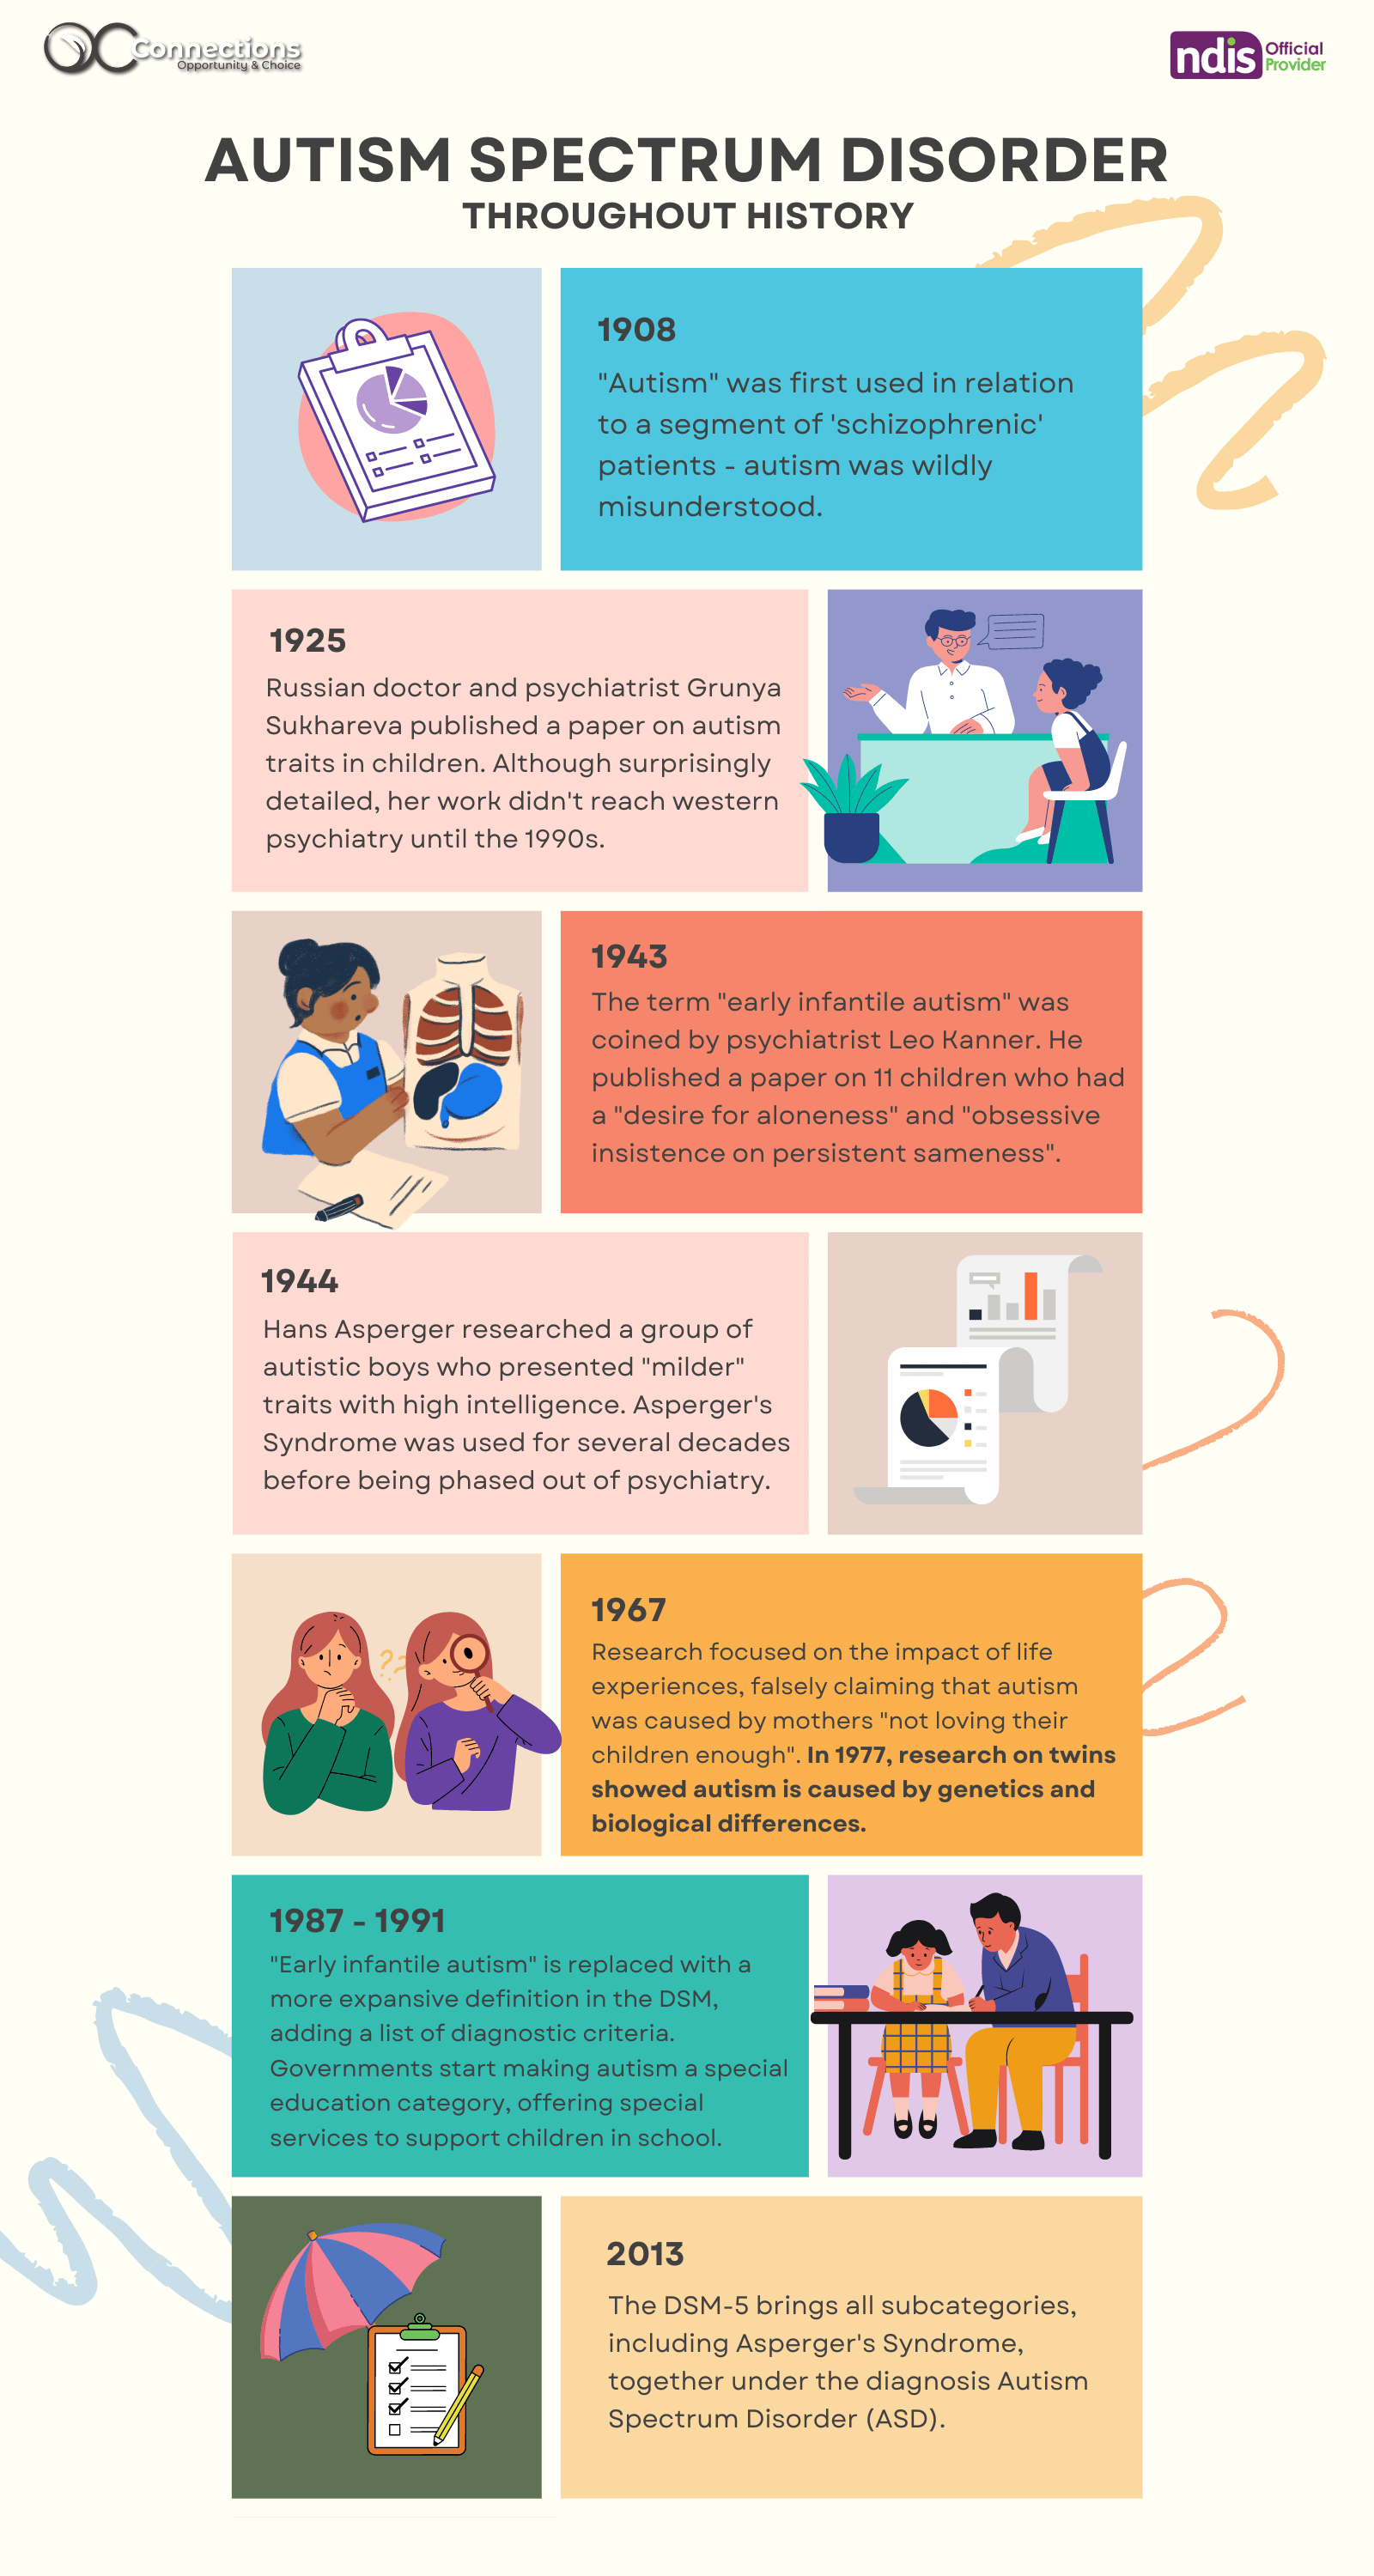 OC Connections
Opportunity & Choice
ndis Official
Provider
AUTISM SPECTRUM DISORDER
THROUGHOUT HISTORY
1908
"Autism" was first used in relation
to a segment of 'schizophrenic'
patients - autism was wildly
misunderstood.
1925
Russian doctor and psychiatrist Grunya
Sukhareva published a paper on autism
traits in children. Although surprisingly
detailed, her work didn't reach western
psychiatry until the 1990s.
1943
The term "early infantile autism" was
coined by psychiatrist Leo Kanner. He
published a paper on 11 children who had
a "desire for aloneness" and "obsessive
insistence on persistent sameness".
1944
Hans Asperger researched a group of
autistic boys who presented "milder"
traits with high intelligence. Asperger's
Syndrome was used for several decades
before being phased out of psychiatry.
??
1967
Research focused on the impact of life
experiences, falsely claiming that autism
was caused by mothers "not loving their
children enough". In 1977, research on twins
showed autism is caused by genetics and
biological differences.
1987 - 1991
"Early infantile autism" is replaced with a
more expansive definition in the DSM,
adding a list of diagnostic criteria.
Governments start making autism a special
education category, offering special
services to support children in school.
2013
The DSM-5 brings all subcategories,
including Asperger's Syndrome,
together under the diagnosis Autism
Spectrum Disorder (ASD).